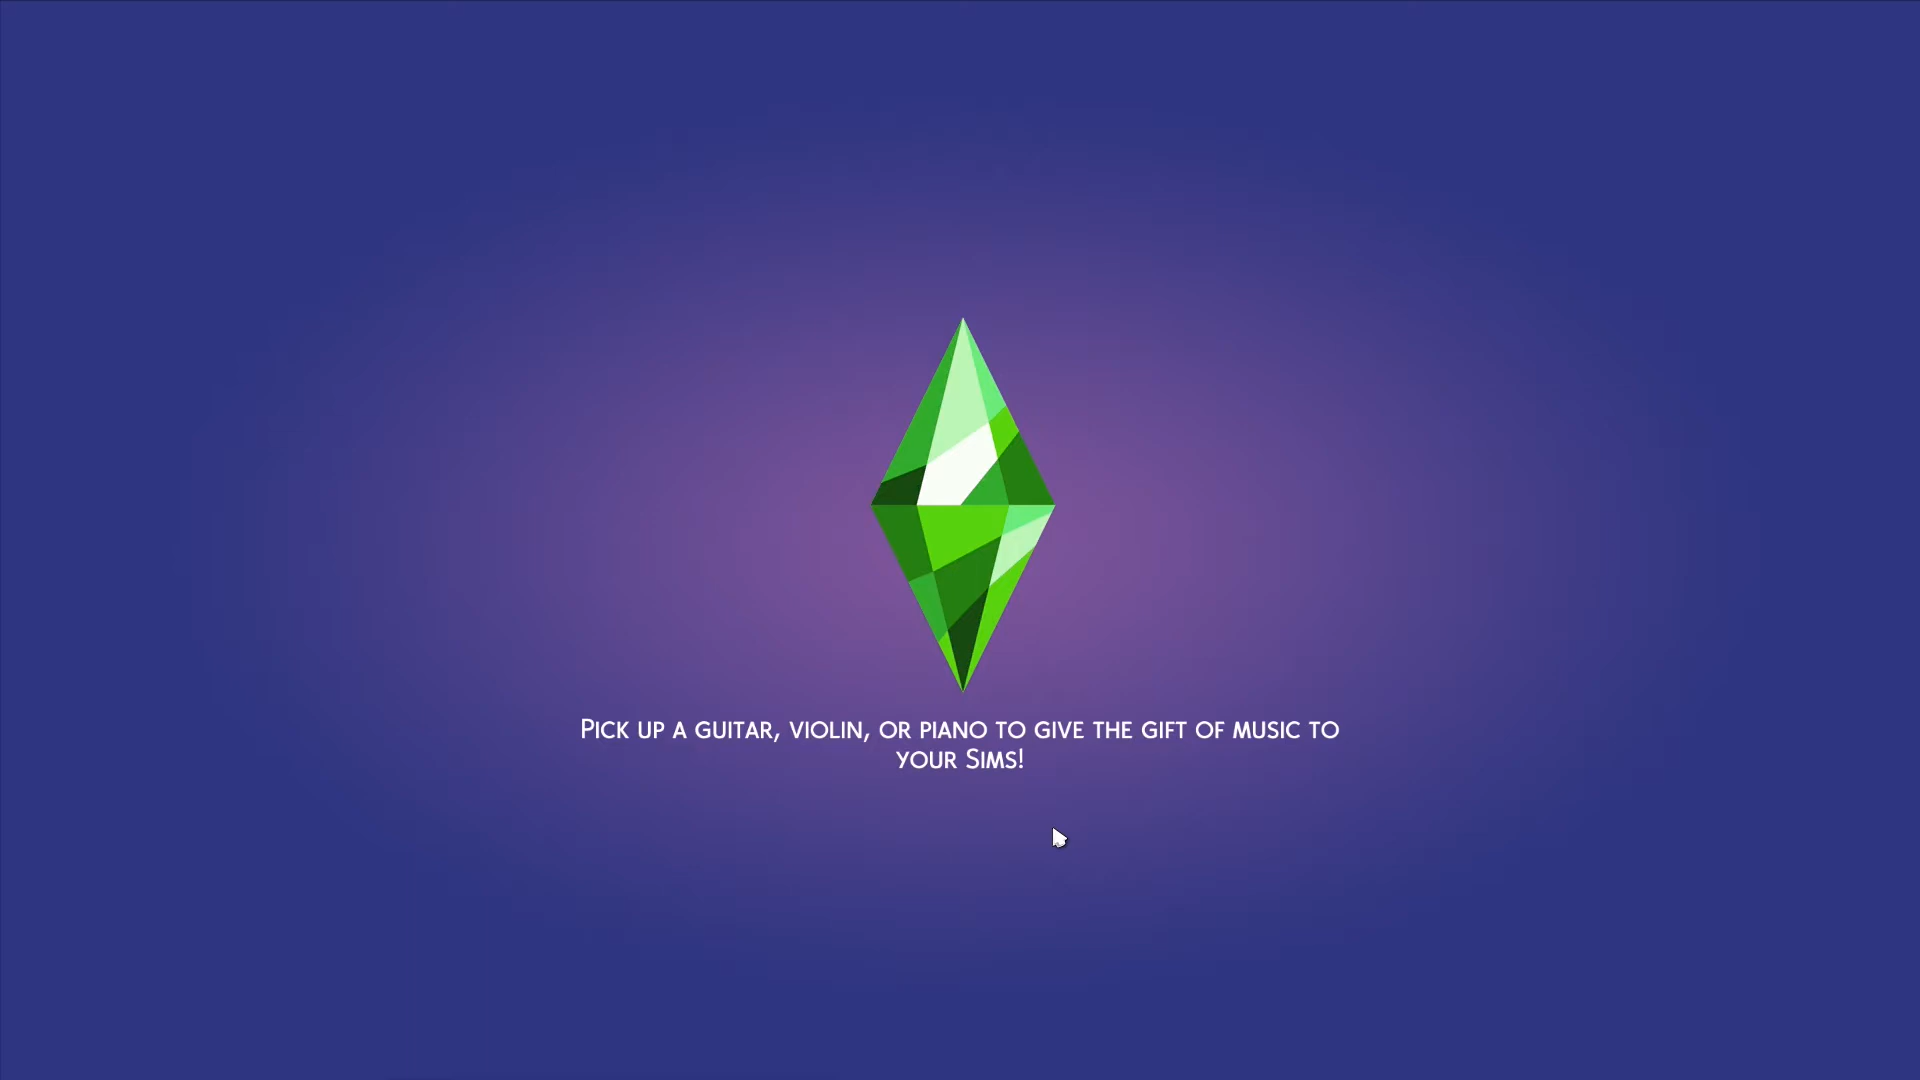 Pick up a guitar, violin, or piano to give the gift of music to
your Sims!